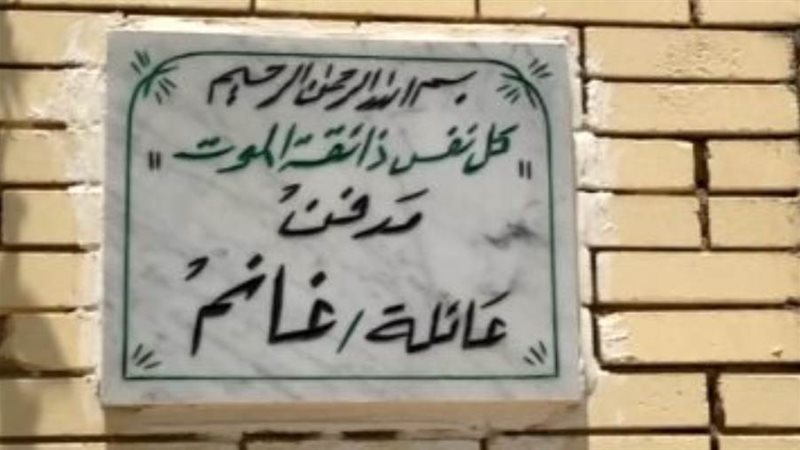 بسم الله الرحمن الرحيم
"كل نفس ذائقة الموت"
مدفن
عائلة / غانم